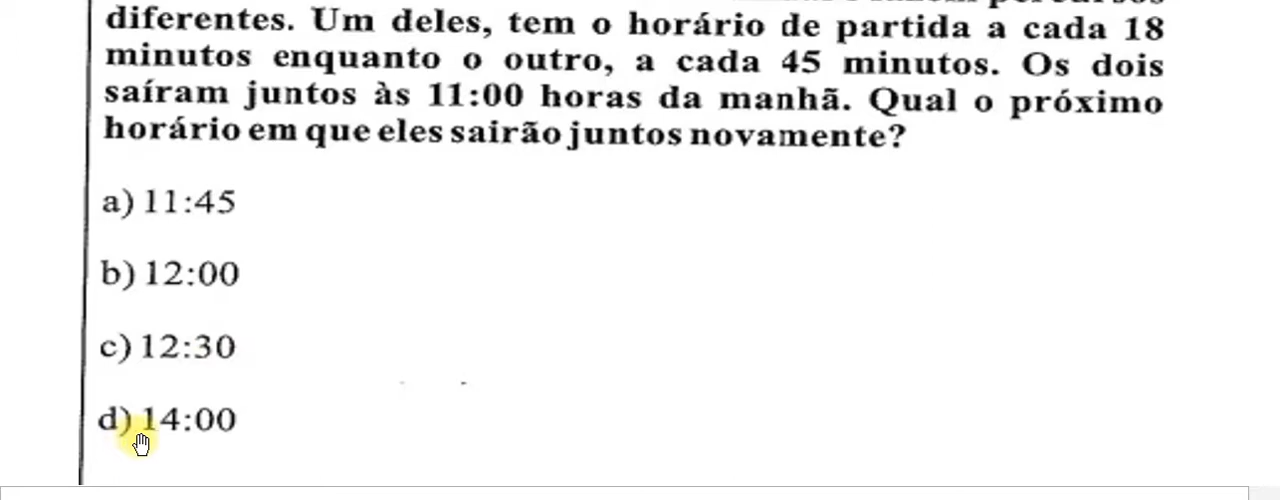 diferentes. Um deles, tem o horário de partida a cada 18
minutos enquanto o outro, a cada 45 minutos. Os dois
saíram juntos às 11:00 horas da manhã. Qual o próximo
horário em que eles sairão juntos novamente?
a) 11:45
b) 12:00
c) 12:30
d) 14:00